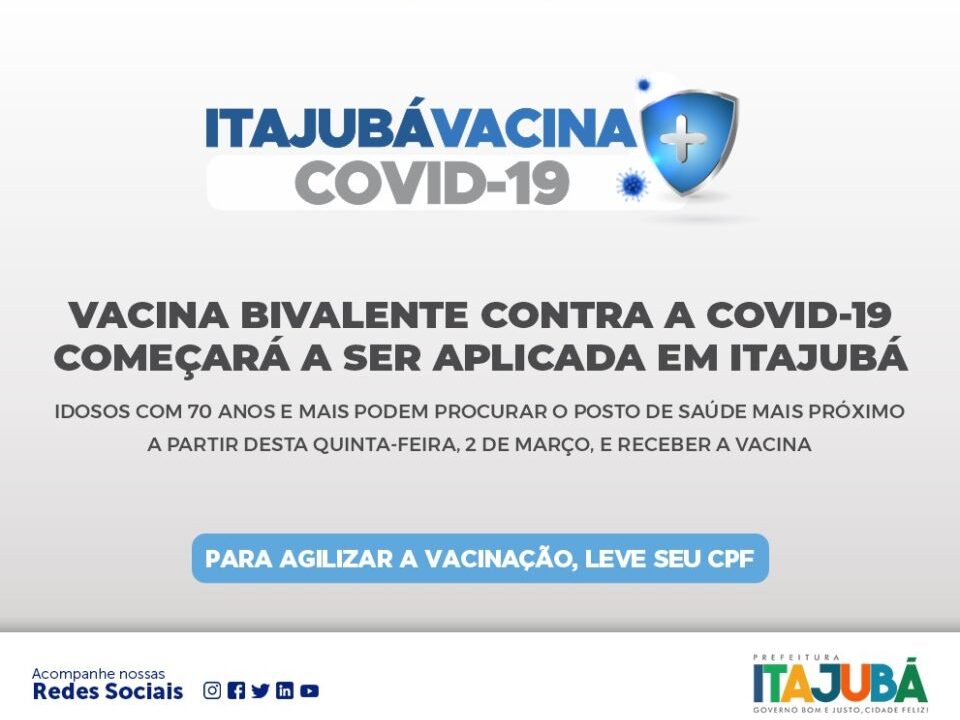 ITAJUBÁVACINA
COVID-19
VACINA BIVALENTE CONTRA A COVID-19
COMEÇARÁ A SER APLICADA EM ITAJUBÁ
IDOSOS COM 70 ANOS E MAIS PODEM PROCURAR O POSTO DE SAÚDE MAIS PRÓXIMO
A PARTIR DESTA QUINTA-FEIRA, 2 DE MARÇO, E RECEBER A VACINA
PARA AGILIZAR A VACINAÇÃO, LEVE SEU CPF
Acompanhe nossas
Redes Sociais
PREFEITURA
ITAJUBÁ
GOVERNO BOM E JUSTO, CIDADE FELIZ!